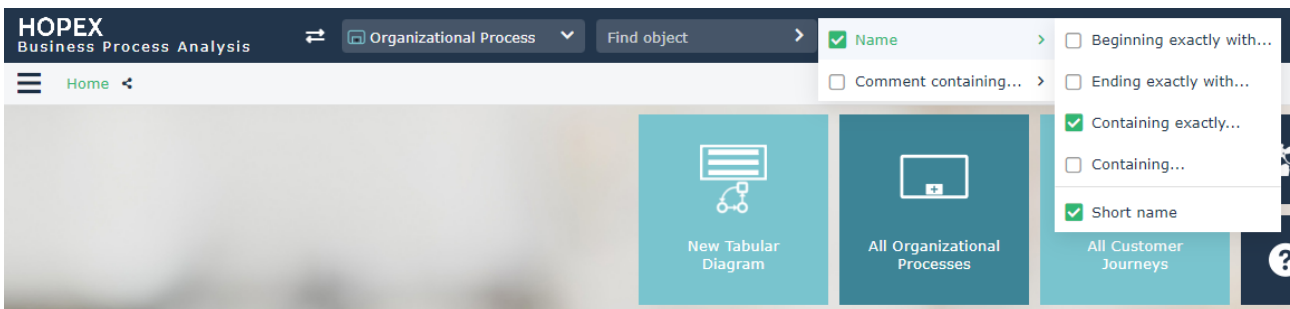 HOPEX
Business Process Analysis
Organizational Process
Find object
Name
Comment containing...
Beginning exactly with...
Ending exactly with...
Containing exactly...
Containing...
Short name
Home
New Tabular
Diagram
All Organizational
Processes
All Customer
Journeys
?